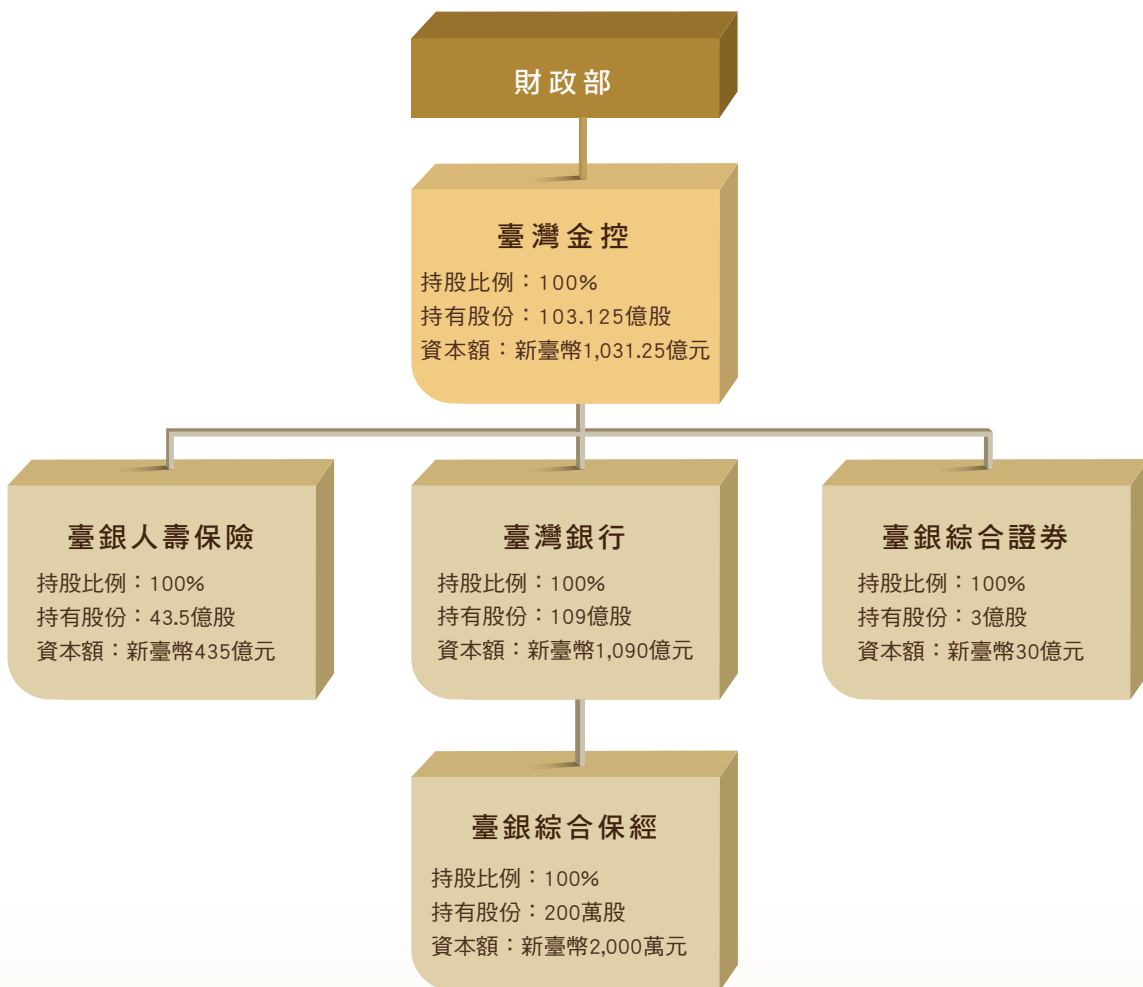 財政部
臺灣金控
持股比例：100%
持有股份：103.125億股
資本額：新臺幣1,031.25億元
臺銀人壽保險
持股比例：100%
持有股份：43.5億股
資本額：新臺幣435億元
臺灣銀行
持股比例：100%
持有股份：109億股
資本額：新臺幣1,090億元
臺銀綜合證券
持股比例：100%
持有股份：3億股
資本額：新臺幣30億元
臺銀綜合保經
持股比例：100%
持有股份：200萬股
資本額：新臺幣2,000萬元